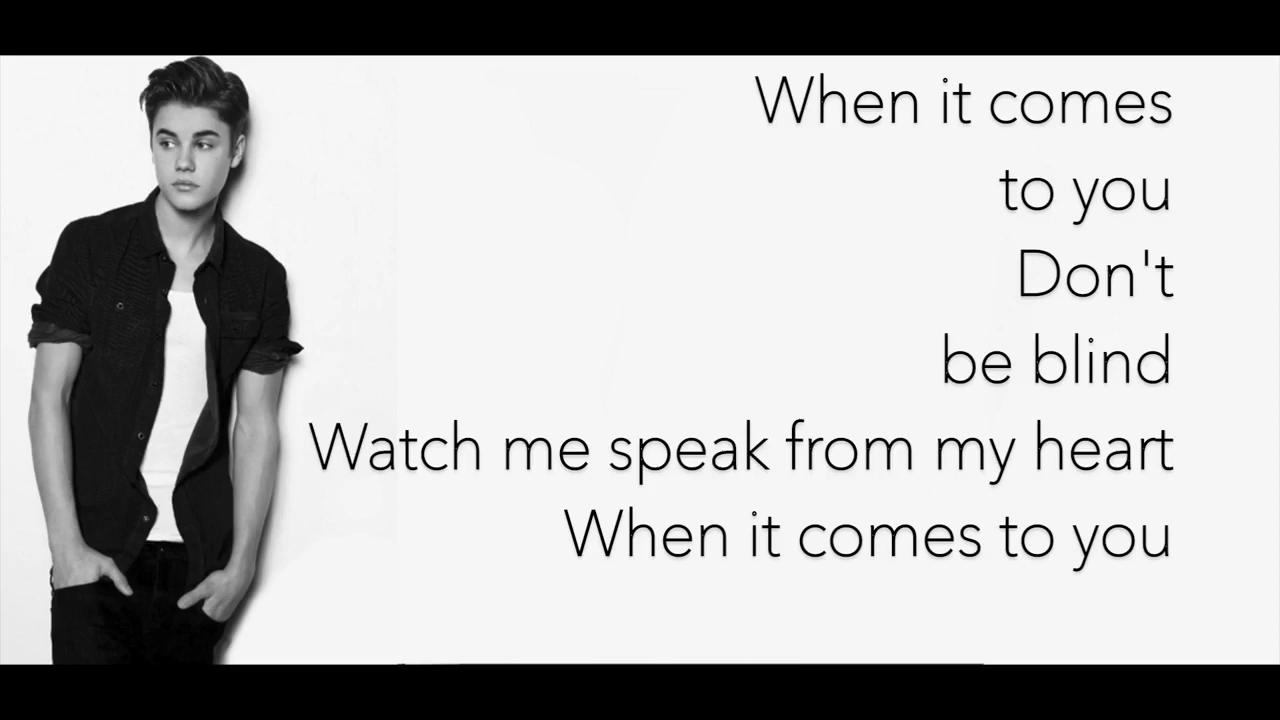 When it comes
to you
Don't
be blind
Watch me speak from my heart
When it comes to you